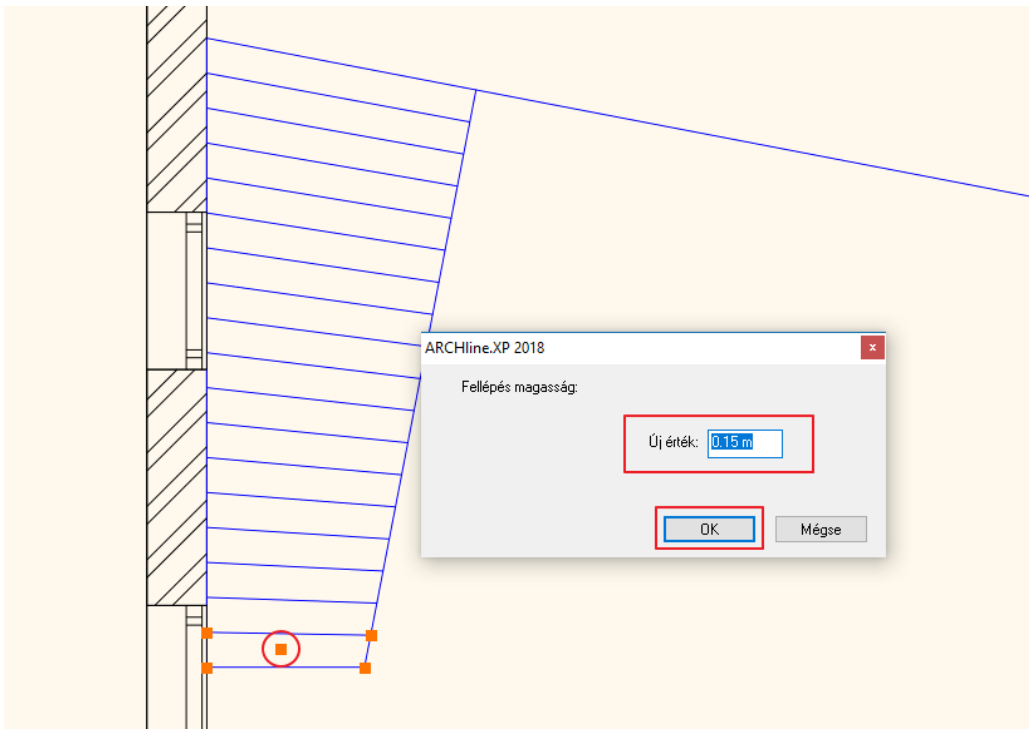 ARCHline.XP 2018
x
Fellépés magasság:
Új érték: 0.15 m
OK Mégse